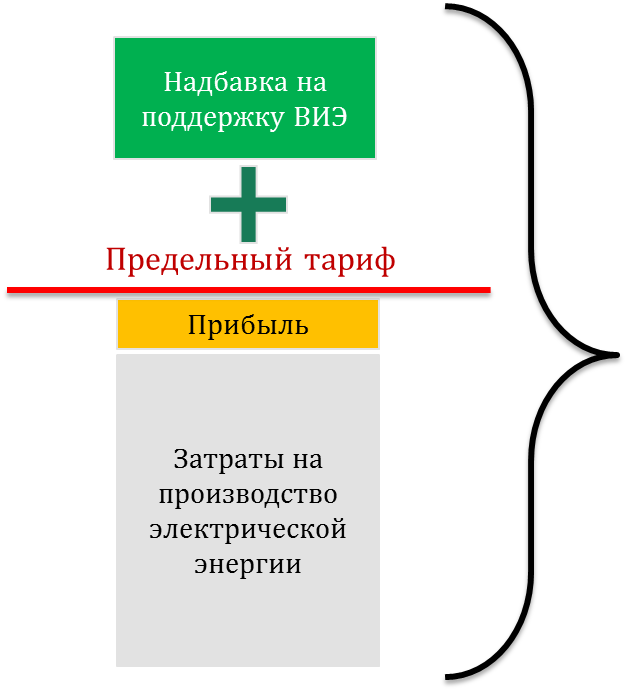 Надбавка на
поддержку ВИЭ
Предельный тариф
Прибыль
Затраты на
производство
электрической
энергии